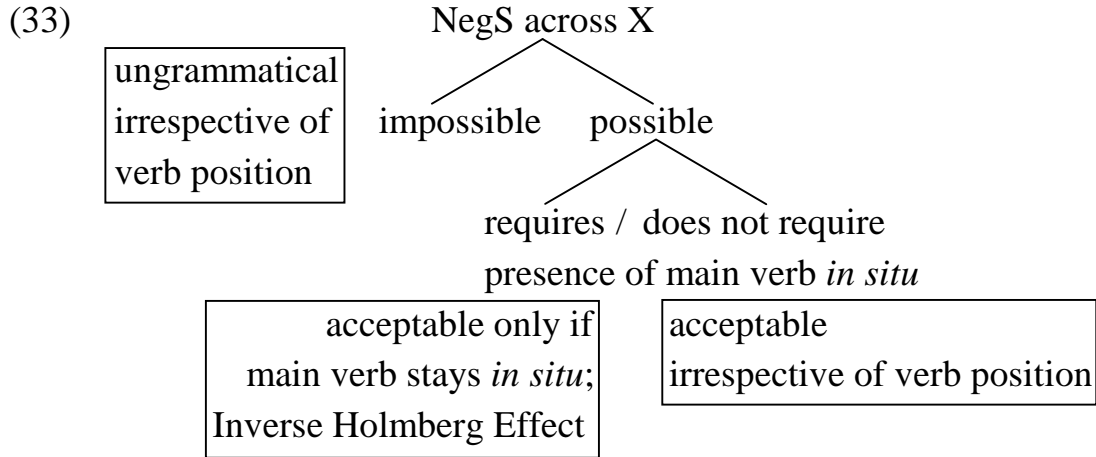 (33) NegS across X
ungrammatical
irrespective of
verb position
impossible possible
requires / does not require
presence of main verb in situ
acceptable only if
main verb stays in situ;
Inverse Holmberg Effect
acceptable
irrespective of verb position